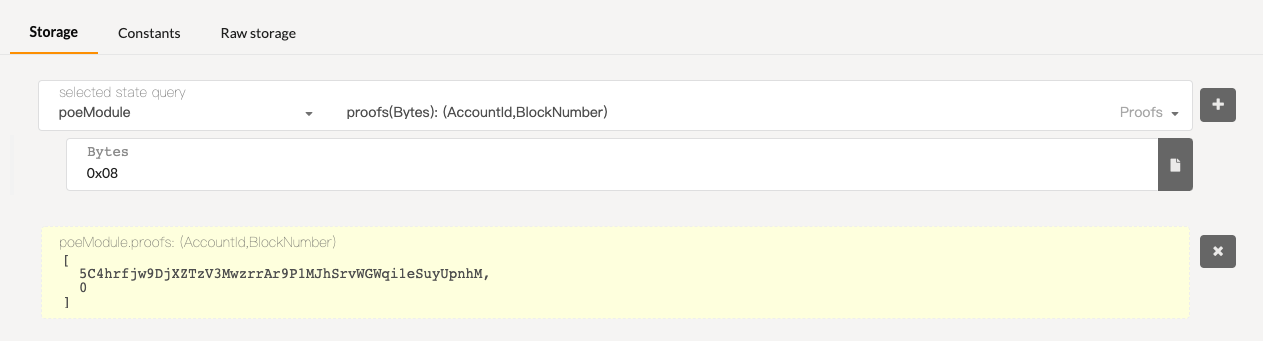 Storage Constants Raw storage
selected state query
poeModule proofs(Bytes): (AccountId,BlockNumber) Proofs
Bytes
0x08
poeModule.proofs: (AccountId,BlockNumber)
[
5C4hrfjw9DjXZTzV3MwzrrAr9P1MJhSrvWGWqi1eSuyUpnhM,
0
]